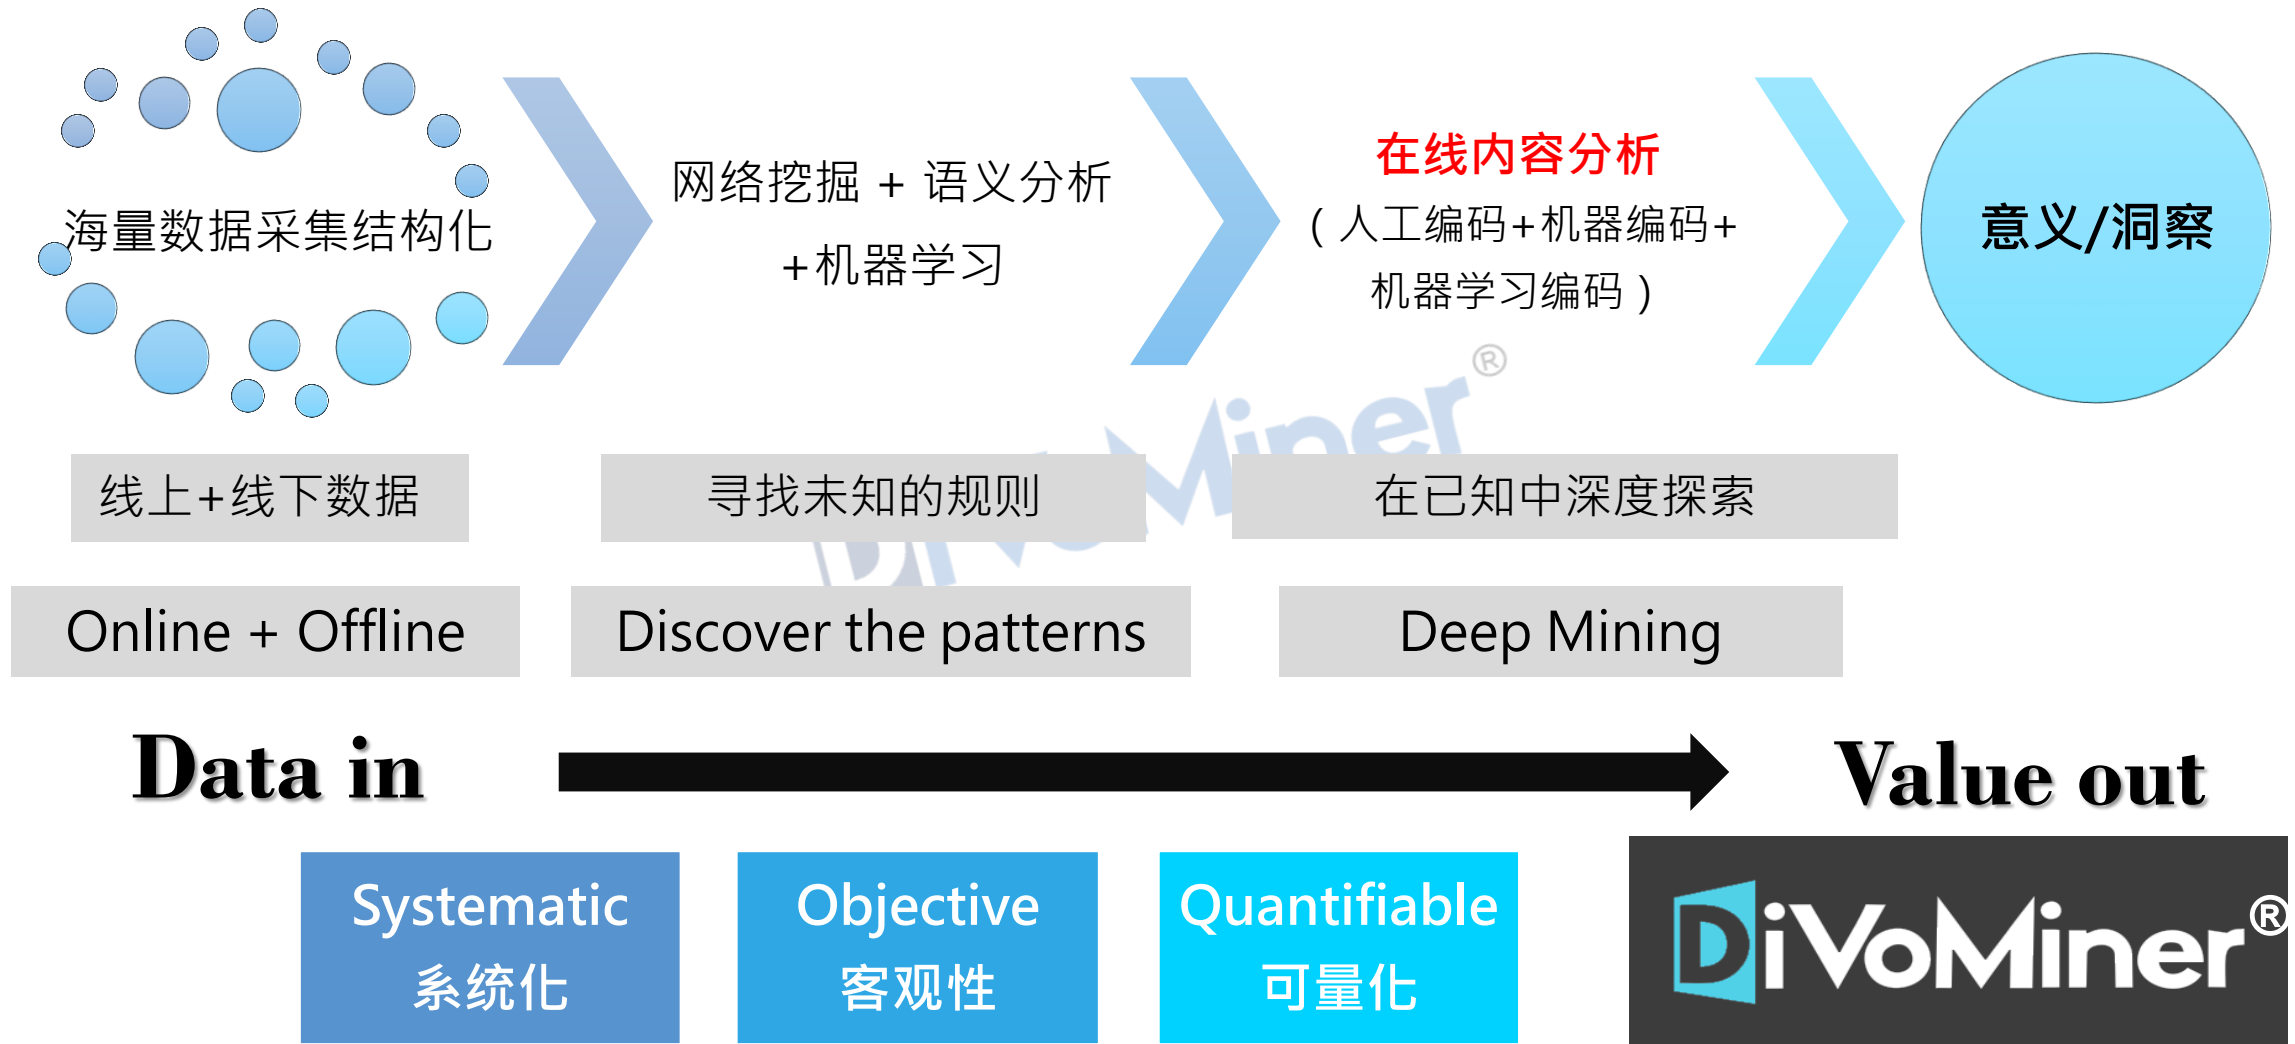 海量数据采集结构化
网络挖掘 + 语义分析
+机器学习
在线内容分析
（人工编码+机器编码+
机器学习编码）
意义/洞察
DiVoMiner®
线上+线下数据
寻找未知的规则
在已知中深度探索
Online + Offline
Discover the patterns
Deep Mining
Data in
Value out
Systematic
系统化
Objective
客观性
Quantifiable
可量化
DiVoMiner®